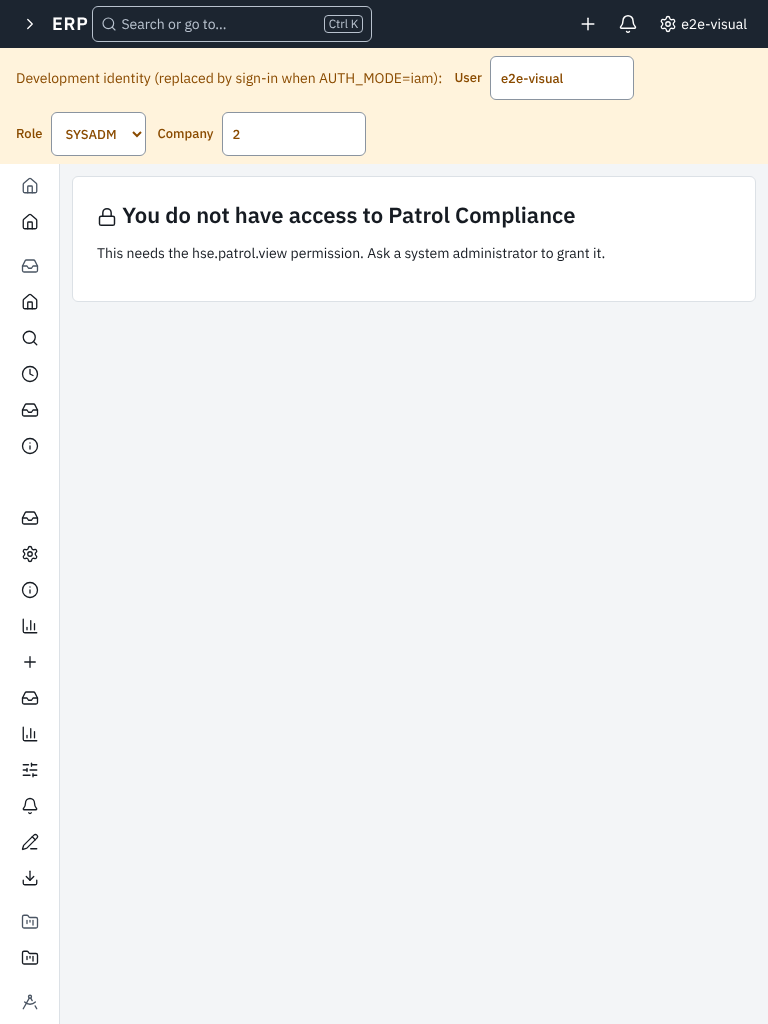 ERP Search or go to... Ctrl K e2e-visual
Development identity (replaced by sign-in when AUTH_MODE=iam): User e2e-visual
Role SYSADM Company 2
You do not have access to Patrol Compliance
This needs the hse.patrol.view permission. Ask a system administrator to grant it.